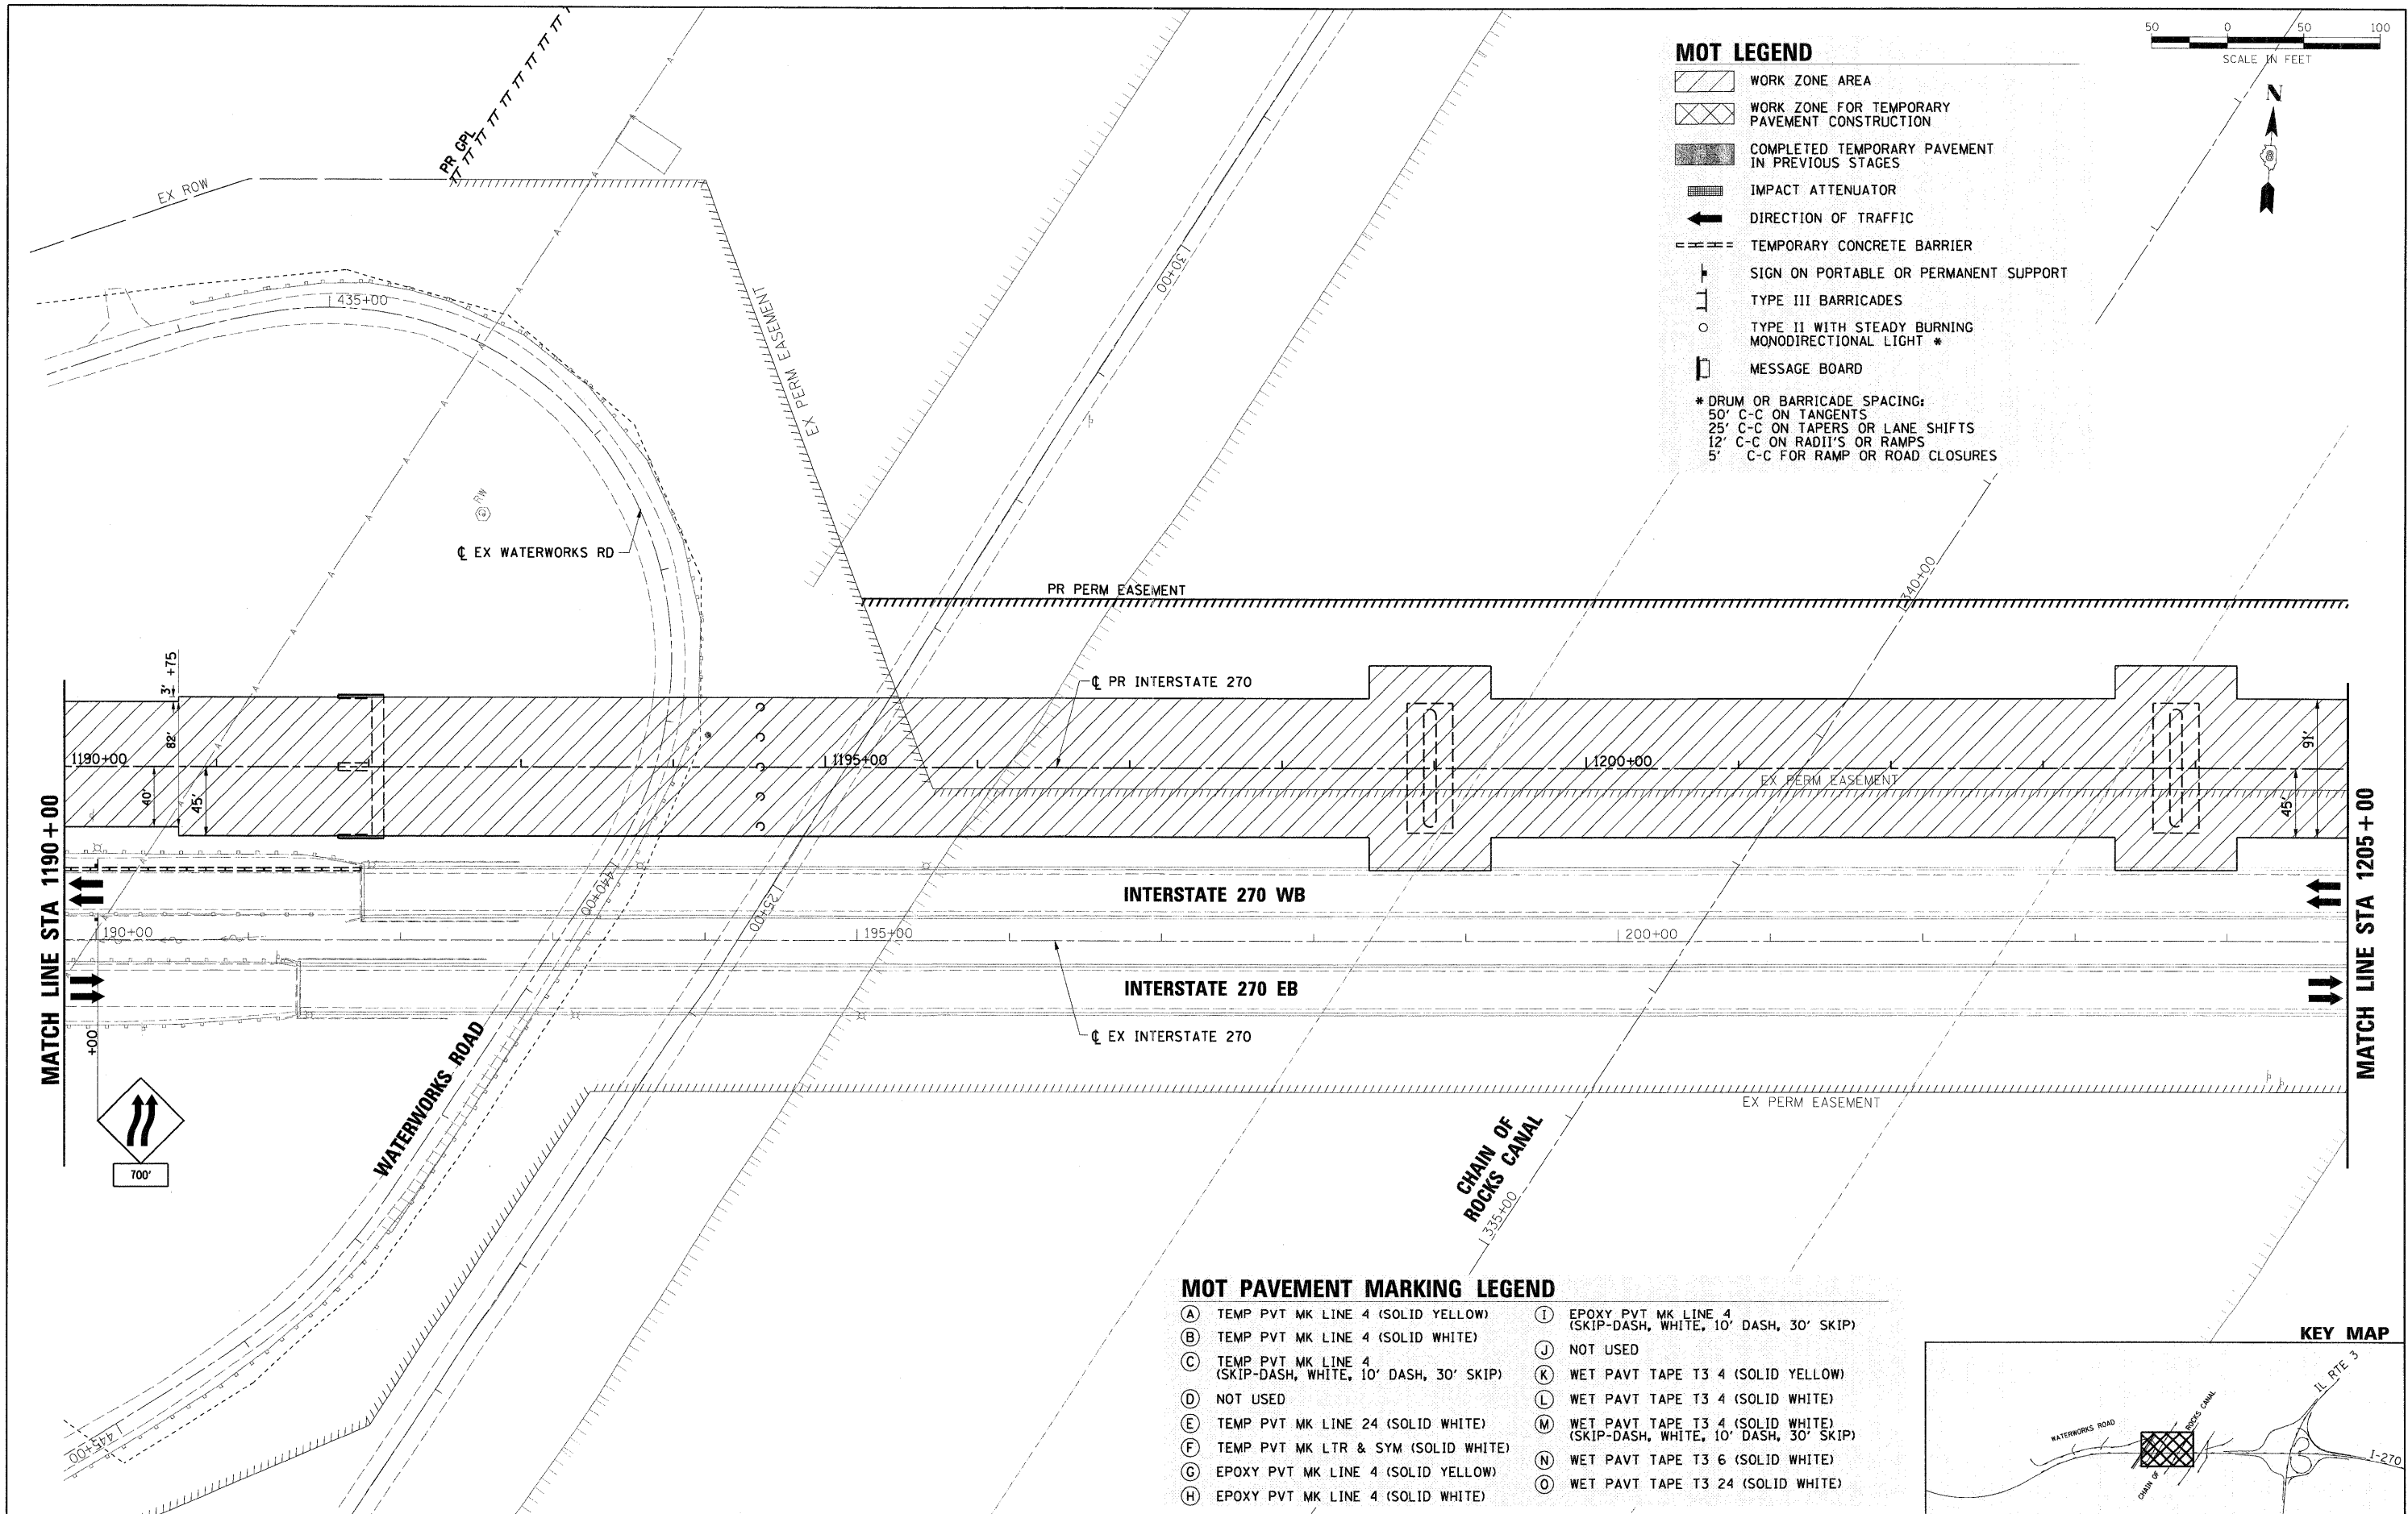 50 0 50 100
SCALE IN FEET
N
MOT LEGEND
WORK ZONE AREA
WORK ZONE FOR TEMPORARY
PAVEMENT CONSTRUCTION
COMPLETED TEMPORARY PAVEMENT
IN PREVIOUS STAGES
IMPACT ATTENUATOR
DIRECTION OF TRAFFIC
TEMPORARY CONCRETE BARRIER
SIGN ON PORTABLE OR PERMANENT SUPPORT
TYPE III BARRICADES
TYPE II WITH STEADY BURNING
MONODIRECTIONAL LIGHT *
MESSAGE BOARD
* DRUM OR BARRICADE SPACING:
50' C-C ON TANGENTS
25' C-C ON TAPERS OR LANE SHIFTS
12' C-C ON RADII'S OR RAMPS
5' C-C FOR RAMP OR ROAD CLOSURES
PR GPL
TT TT TT TT TT TT TT TT TT
EX ROW
A
A
A
A
A
A
A
A
A
A
435+00
EX PERM EASEMENT
130+00
RW
℄ EX WATERWORKS RD
PR PERM EASEMENT
340+00
3' +75
82'
40'
45'
℄ PR INTERSTATE 270
1190+00
1195+00
1200+00
EX PERM EASEMENT
91'
45'
MATCH LINE STA 1190+00
MATCH LINE STA 1205+00
440+00
125+00
INTERSTATE 270 WB
190+00
195+00
200+00
INTERSTATE 270 EB
℄ EX INTERSTATE 270
+00
700'
WATERWORKS ROAD
EX PERM EASEMENT
CHAIN OF
ROCKS CANAL
335+00
445+00
MOT PAVEMENT MARKING LEGEND
A TEMP PVT MK LINE 4 (SOLID YELLOW)
B TEMP PVT MK LINE 4 (SOLID WHITE)
C TEMP PVT MK LINE 4
(SKIP-DASH, WHITE, 10' DASH, 30' SKIP)
D NOT USED
E TEMP PVT MK LINE 24 (SOLID WHITE)
F TEMP PVT MK LTR & SYM (SOLID WHITE)
G EPOXY PVT MK LINE 4 (SOLID YELLOW)
H EPOXY PVT MK LINE 4 (SOLID WHITE)
I EPOXY PVT MK LINE 4
(SKIP-DASH, WHITE, 10' DASH, 30' SKIP)
J NOT USED
K WET PAVT TAPE T3 4 (SOLID YELLOW)
L WET PAVT TAPE T3 4 (SOLID WHITE)
M WET PAVT TAPE T3 4 (SOLID WHITE)
(SKIP-DASH, WHITE, 10' DASH, 30' SKIP)
N WET PAVT TAPE T3 6 (SOLID WHITE)
O WET PAVT TAPE T3 24 (SOLID WHITE)
KEY MAP
WATERWORKS ROAD
CHAIN OF
ROCKS CANAL
IL RTE 3
I-270